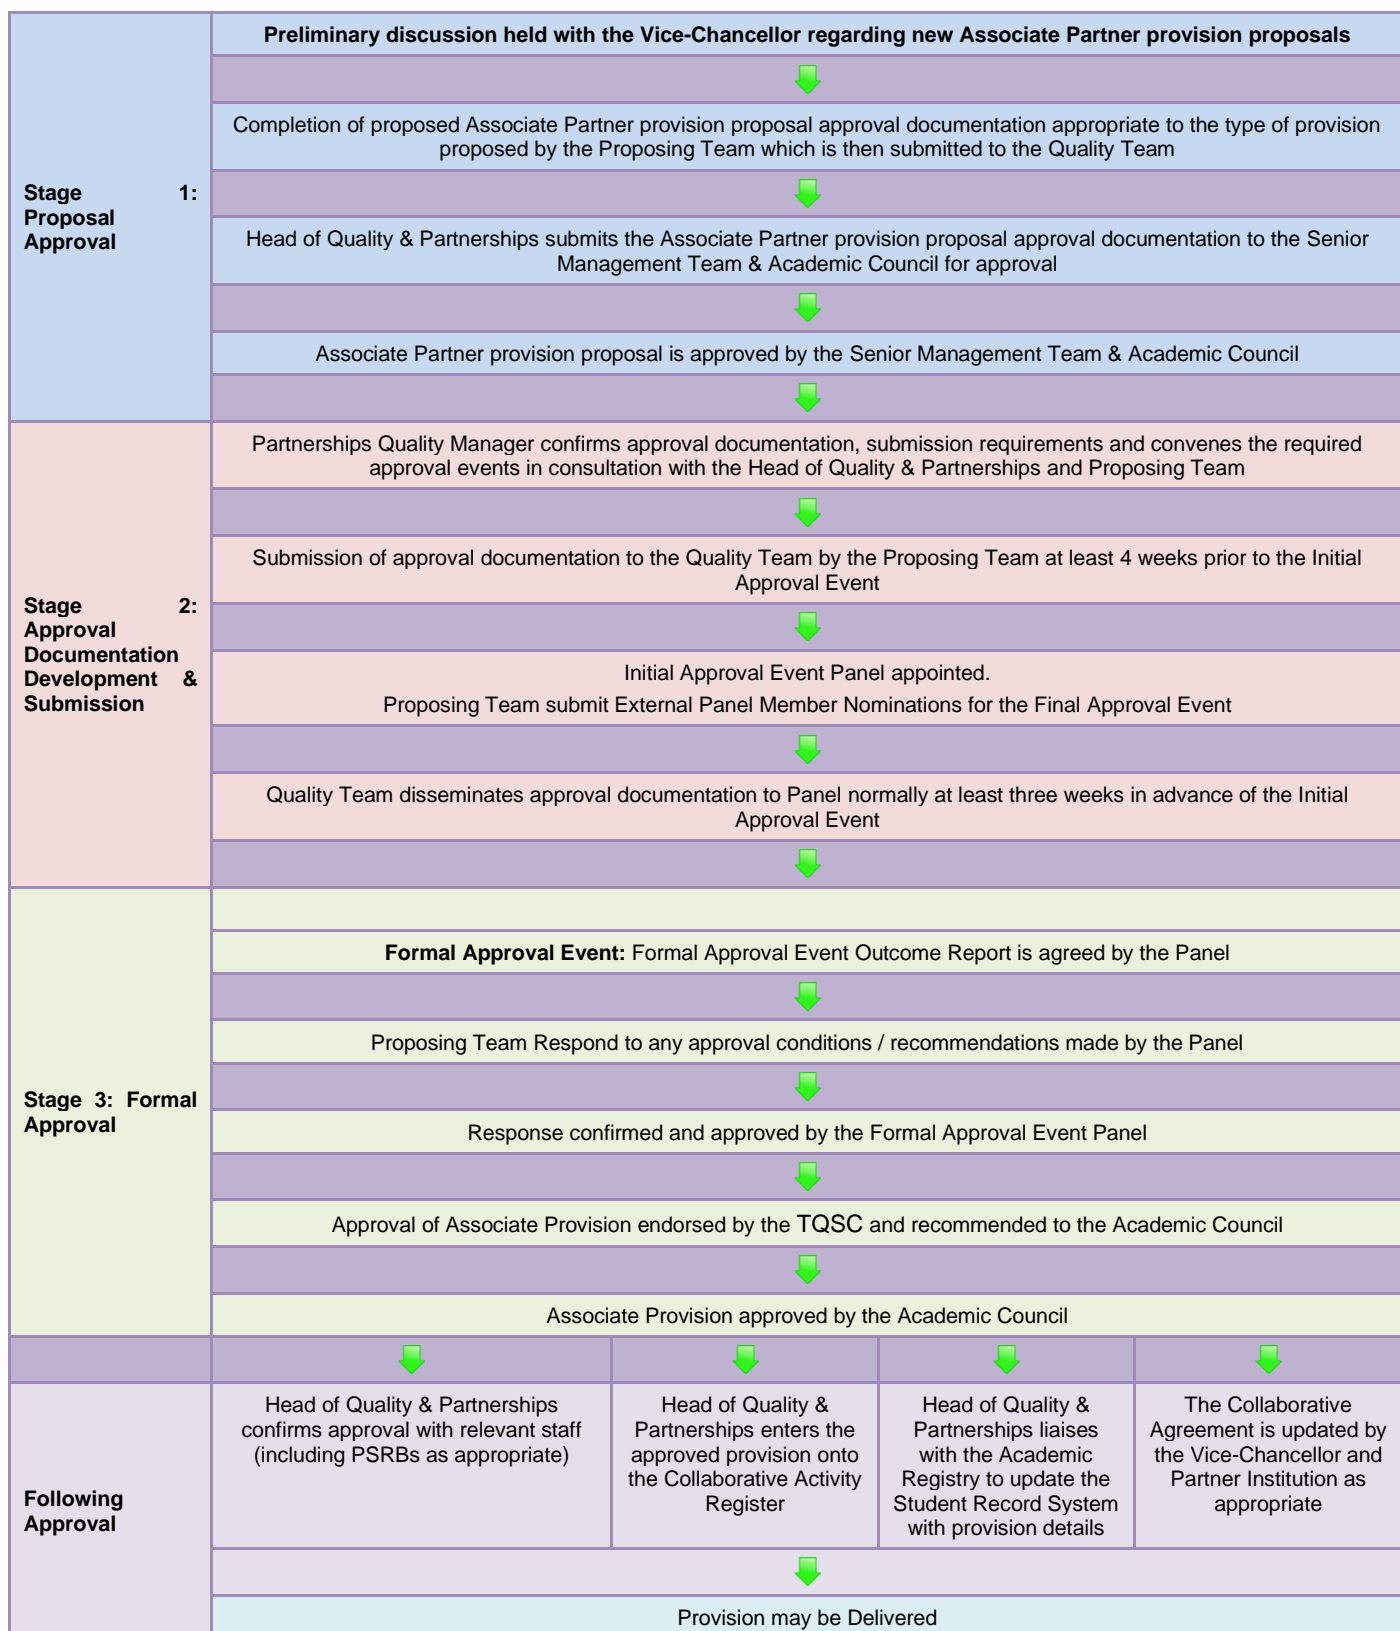 Preliminary discussion held with the Vice-Chancellor regarding new Associate Partner provision proposals
Completion of proposed Associate Partner provision proposal approval documentation appropriate to the type of provision
proposed by the Proposing Team which is then submitted to the Quality Team
Stage 1:
Proposal
Approval
Head of Quality & Partnerships submits the Associate Partner provision proposal approval documentation to the Senior
Management Team & Academic Council for approval
Associate Partner provision proposal is approved by the Senior Management Team & Academic Council
Partnerships Quality Manager confirms approval documentation, submission requirements and convenes the required
approval events in consultation with the Head of Quality & Partnerships and Proposing Team
Submission of approval documentation to the Quality Team by the Proposing Team at least 4 weeks prior to the Initial
Approval Event
Stage 2:
Approval
Documentation
Development &
Submission
Initial Approval Event Panel appointed.
Proposing Team submit External Panel Member Nominations for the Final Approval Event
Quality Team disseminates approval documentation to Panel normally at least three weeks in advance of the Initial
Approval Event
Formal Approval Event: Formal Approval Event Outcome Report is agreed by the Panel
Proposing Team Respond to any approval conditions / recommendations made by the Panel
Stage 3: Formal
Approval
Response confirmed and approved by the Formal Approval Event Panel
Approval of Associate Provision endorsed by the TQSC and recommended to the Academic Council
Associate Provision approved by the Academic Council
Following
Approval
Head of Quality & Partnerships
confirms approval with relevant staff
(including PSRBs as appropriate)
Head of Quality &
Partnerships enters the
approved provision onto
the Collaborative Activity
Register
Head of Quality &
Partnerships liaises
with the Academic
Registry to update the
Student Record System
with provision details
The Collaborative
Agreement is updated by
the Vice-Chancellor and
Partner Institution as
appropriate
Provision may be Delivered